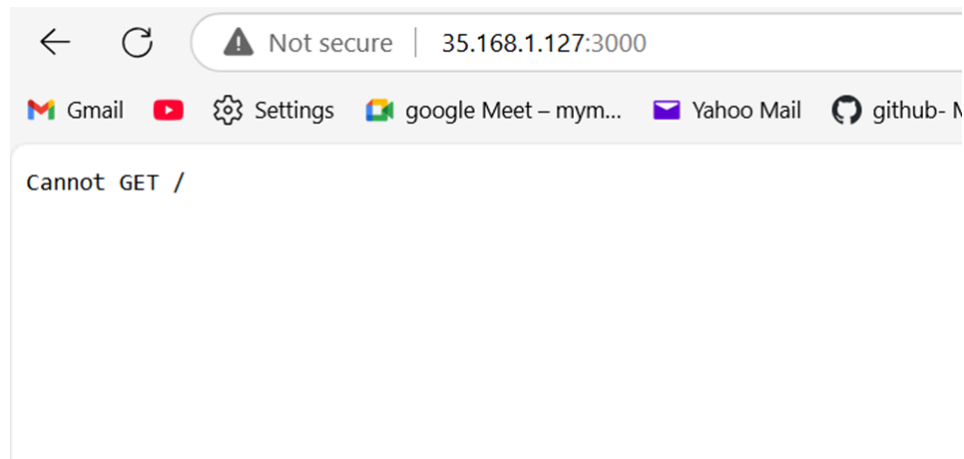 Not secure 35.168.1.127:3000
Gmail Settings google Meet – mym... Yahoo Mail github-
Cannot GET /